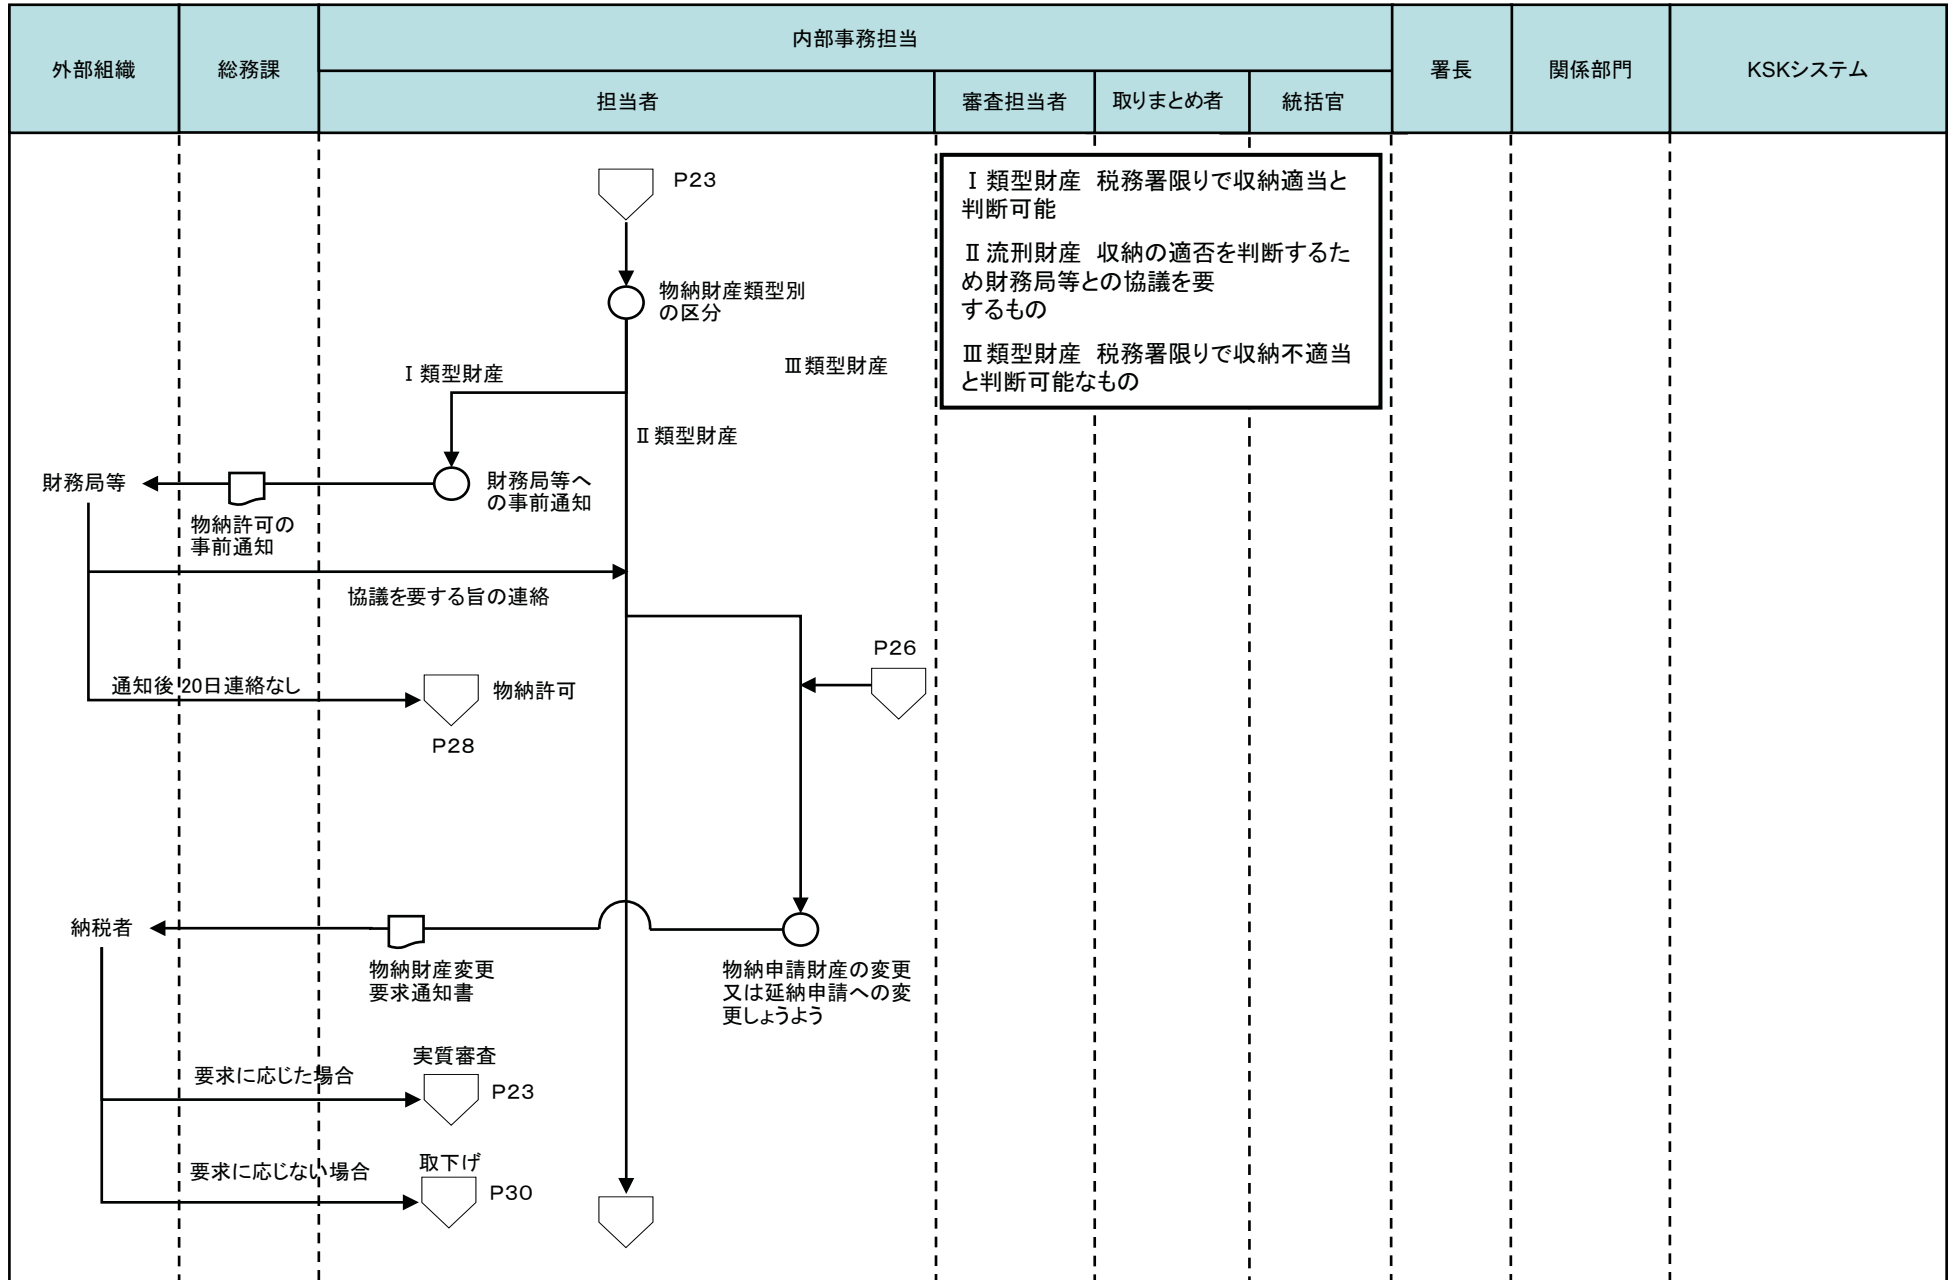 外部組織
総務課
内部事務担当
担当者
審査担当者
取りまとめ者
統括官
署長
関係部門
KSKシステム
P23
Ⅰ類型財産 税務署限りで収納適当と
判断可能
Ⅱ流刑財産 収納の適否を判断するた
め財務局等との協議を要
するもの
Ⅲ類型財産 税務署限りで収納不適当
と判断可能なもの
物納財産類型別
の区分
Ⅰ類型財産
Ⅲ類型財産
Ⅱ類型財産
財務局等
財務局等へ
の事前通知
物納許可の
事前通知
協議を要する旨の連絡
P26
通知後20日連絡なし
物納許可
P28
納税者
物納財産変更
要求通知書
物納申請財産の変更
又は延納申請への変
更しょうよう
実質審査
要求に応じた場合
P23
取下げ
要求に応じない場合
P30